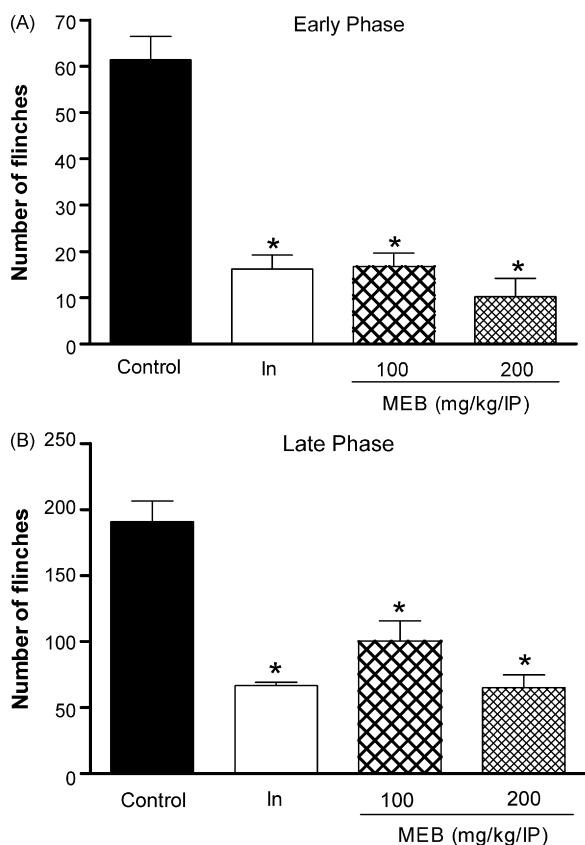 (A)
Early Phase
Number of flinches
70
60
50
40
30
20
10
0
*
*
*
Control
In
100
200
MEB (mg/kg/IP)
(B)
Late Phase
Number of flinches
250
200
150
100
50
0
*
*
*
Control
In
100
200
MEB (mg/kg/IP)